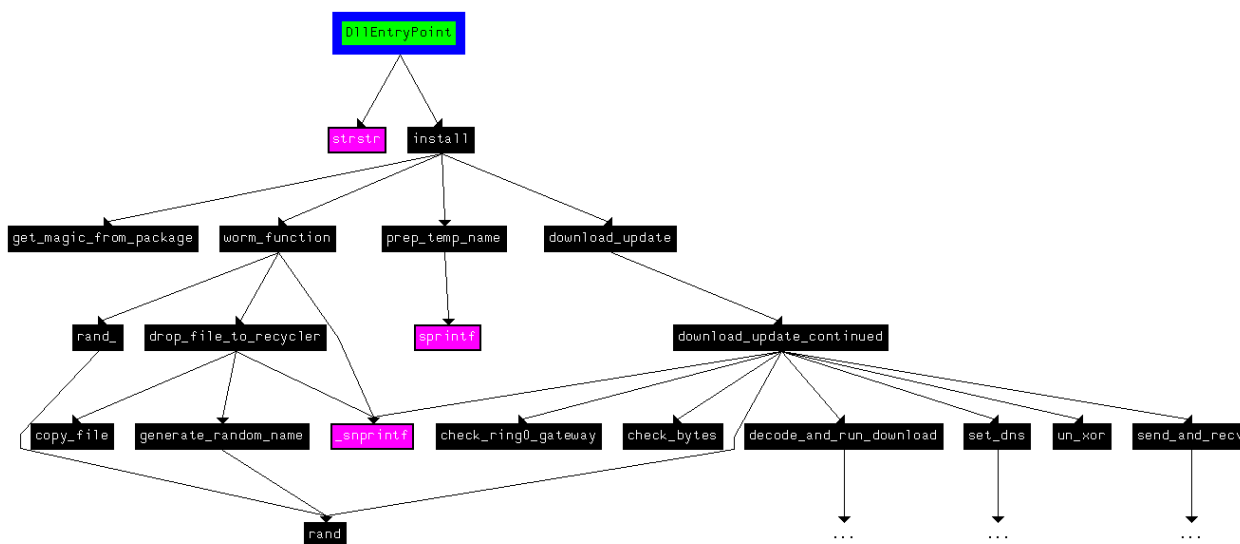 DllEntryPoint
strstr
install
get_magic_from_package
worm_function
prep_temp_name
download_update
rand_
drop_file_to_recycler
sprintf
download_update_continued
copy_file
generate_random_name
_snprintf
check_ring0_gateway
check_bytes
decode_and_run_download
set_dns
un_xor
send_and_recv
rand
...
...
...